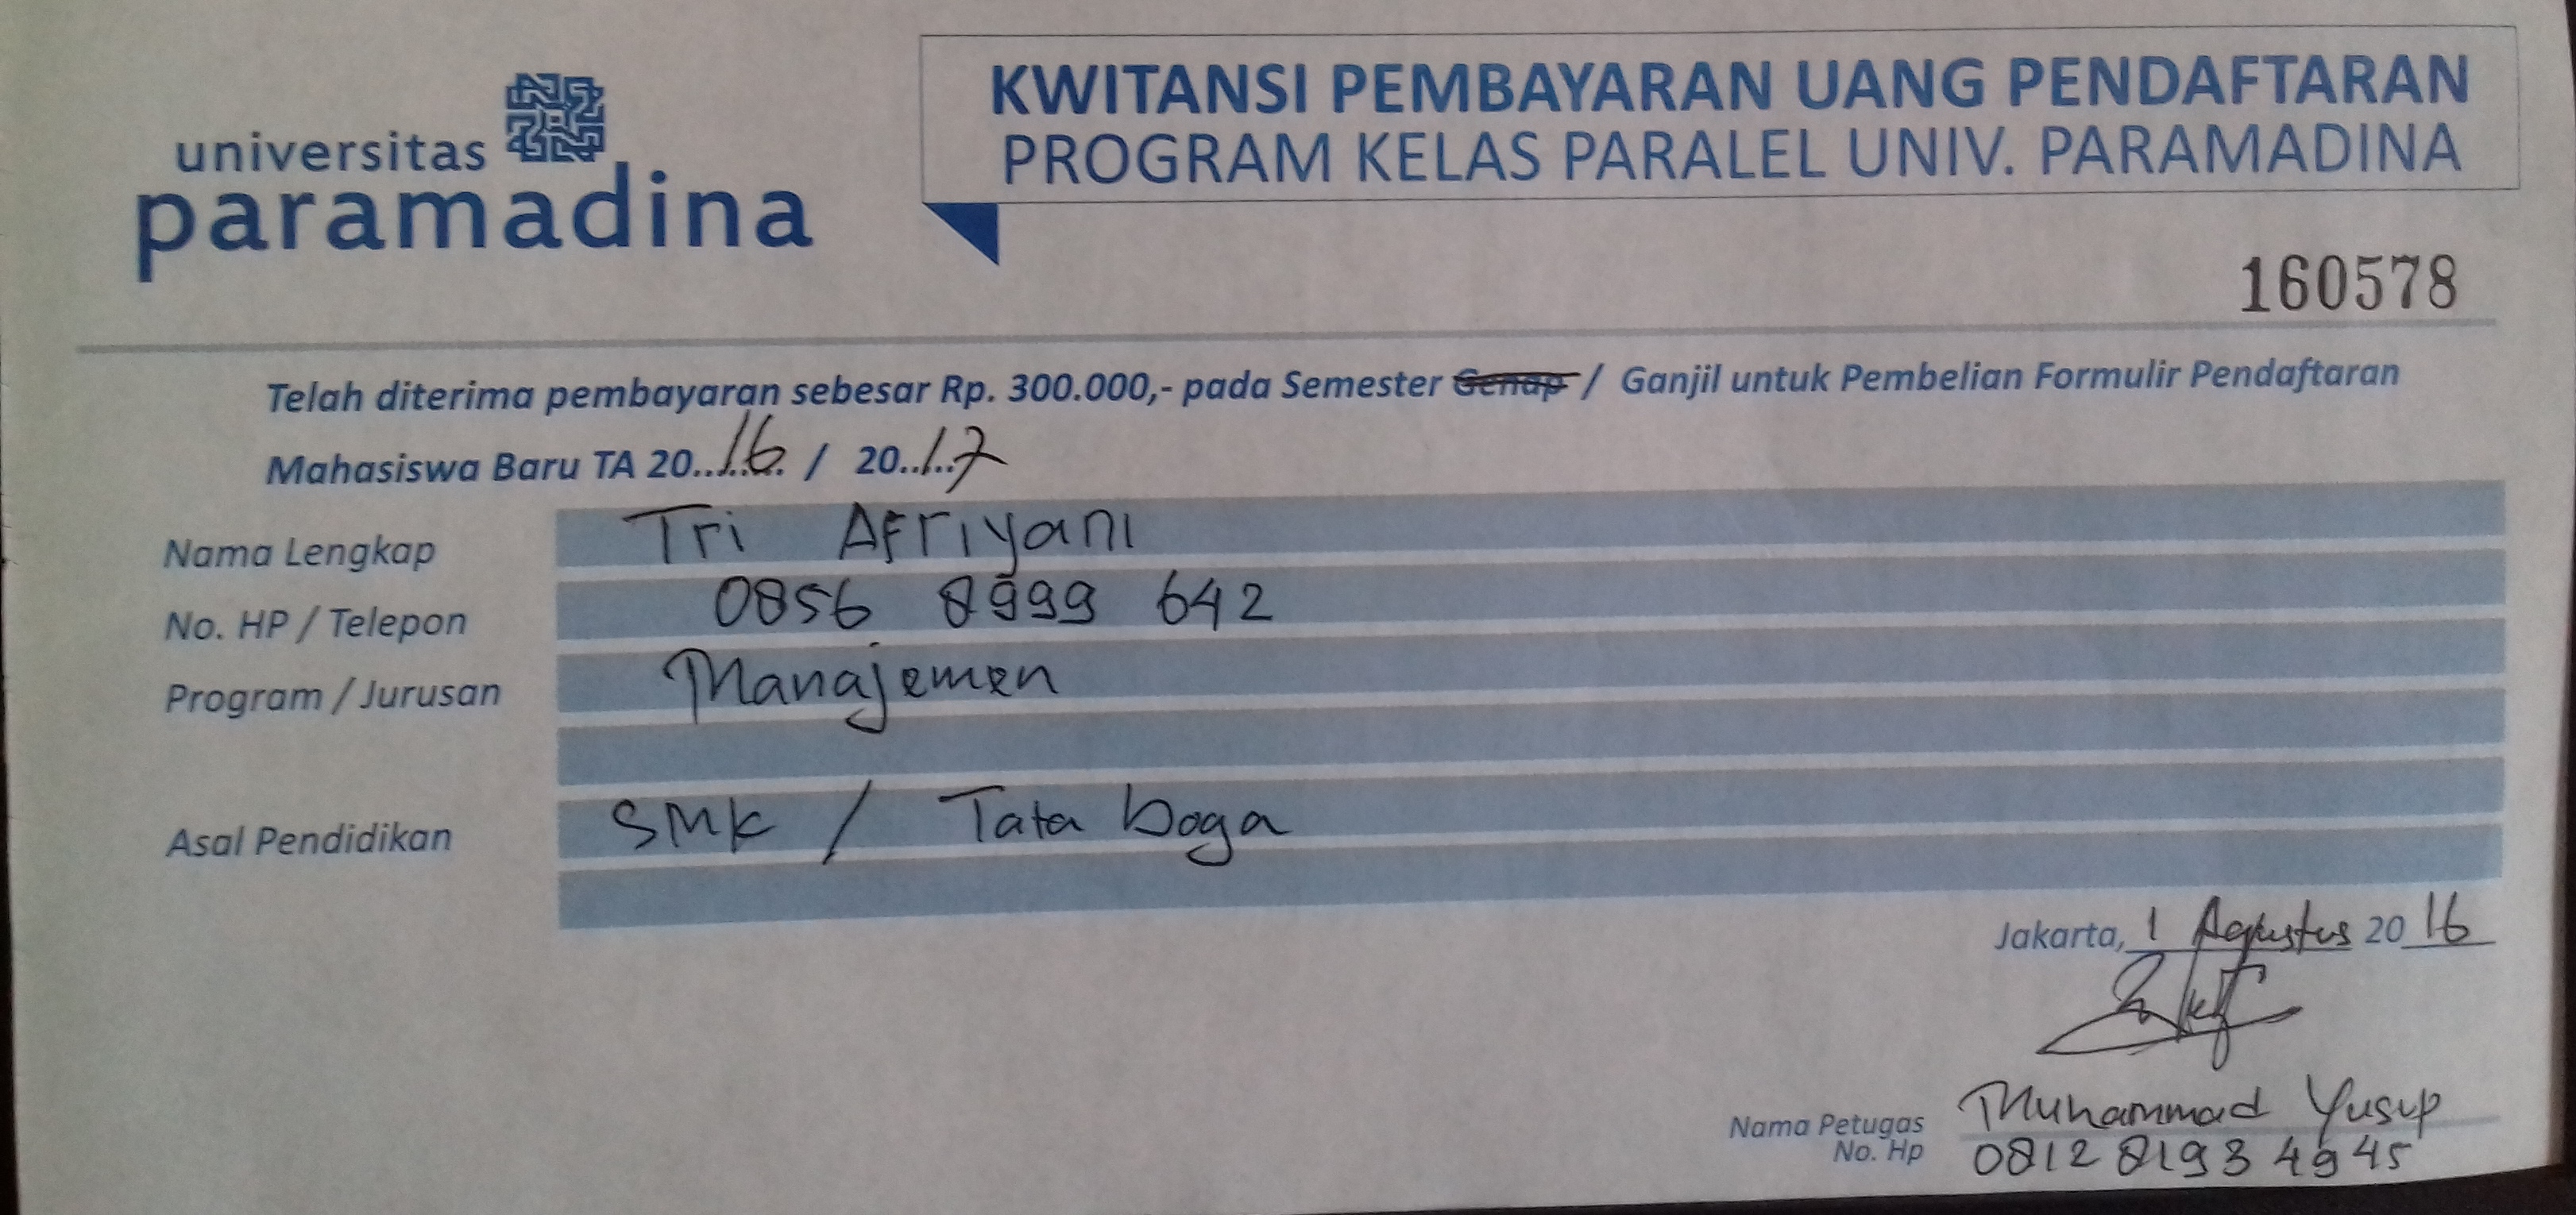 universitas
paramadina
KWITANSI PEMBAYARAN UANG PENDAFTARAN
PROGRAM KELAS PARALEL UNIV. PARAMADINA
160578
Telah diterima pembayaran sebesar Rp. 300.000,- pada Semester Genap / Ganjil untuk Pembelian Formulir Pendaftaran
Mahasiswa Baru TA 20..16.. / 20..17
Nama Lengkap Tri Afriyani
No. HP / Telepon 0856 8999 642
Program / Jurusan Manajemen
Asal Pendidikan SMK / Tata boga
Jakarta, 1 Agustus 2016
Nama Petugas Muhammad Yusup
No. Hp 0812 8193 4945